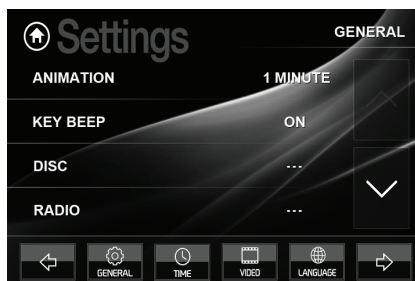 Settings
GENERAL
ANIMATION 1 MINUTE
KEY BEEP ON
DISC ---
RADIO ---
GENERAL TIME VIDEO LANGUAGE